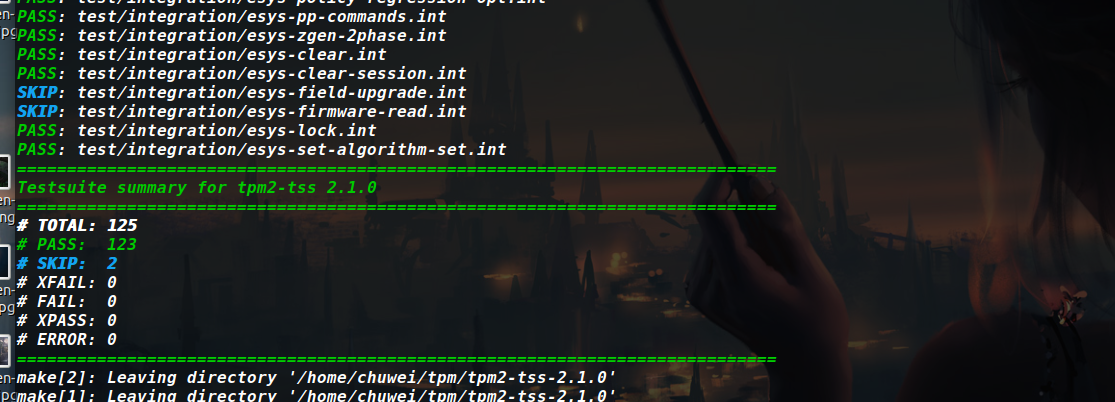 PASS: test/integration/esys-policy-regression-opt.int
PASS: test/integration/esys-pp-commands.int
PASS: test/integration/esys-zgen-2phase.int
PASS: test/integration/esys-clear.int
PASS: test/integration/esys-clear-session.int
SKIP: test/integration/esys-field-upgrade.int
SKIP: test/integration/esys-firmware-read.int
PASS: test/integration/esys-lock.int
PASS: test/integration/esys-set-algorithm-set.int
============================================================================
Testsuite summary for tpm2-tss 2.1.0
============================================================================
# TOTAL: 125
# PASS:  123
# SKIP:  2
# XFAIL: 0
# FAIL:  0
# XPASS: 0
# ERROR: 0
============================================================================
make[2]: Leaving directory '/home/chuwei/tpm/tpm2-tss-2.1.0'
make[1]: Leaving directory '/home/chuwei/tpm/tpm2-tss-2.1.0'